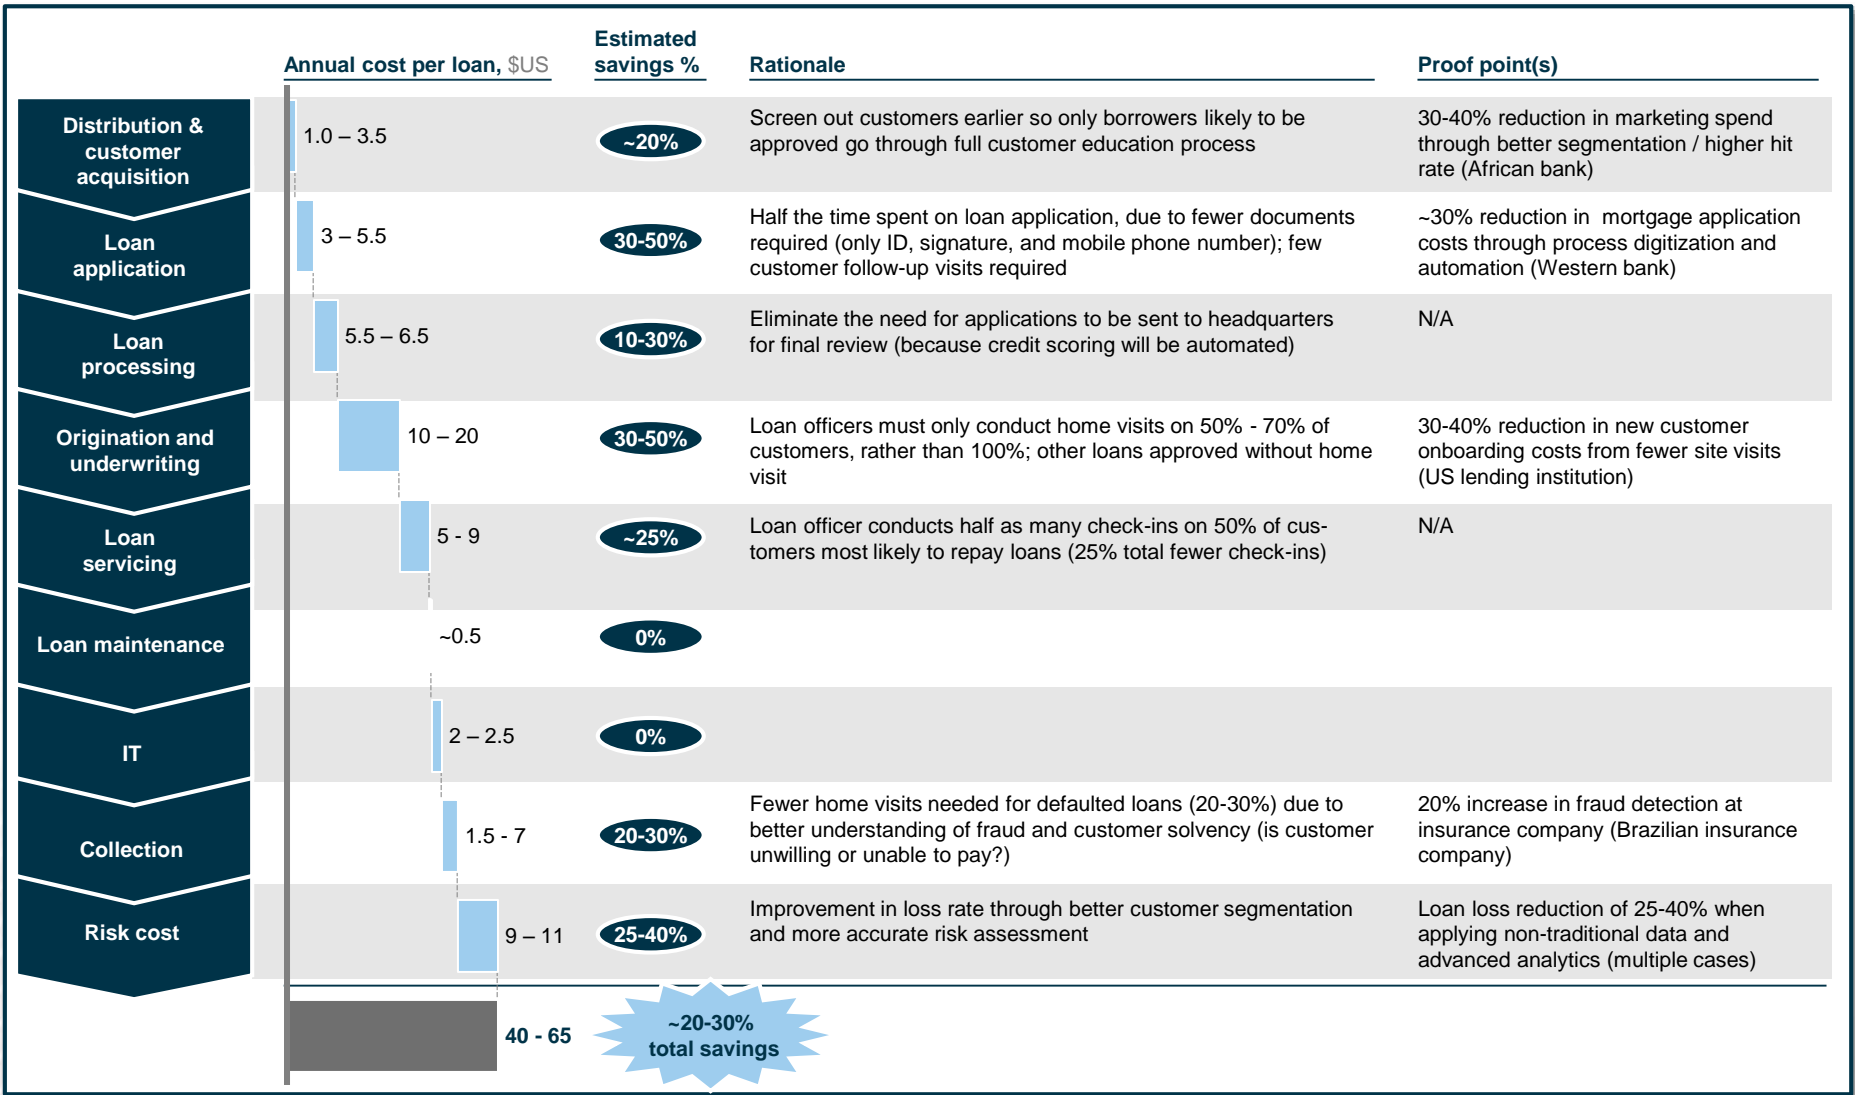 Annual cost per loan, $US
Estimated
savings %
Rationale
Proof point(s)
Distribution &
customer
acquisition
1.0 – 3.5
~20%
Screen out customers earlier so only borrowers likely to be
approved go through full customer education process
30-40% reduction in marketing spend
through better segmentation / higher hit
rate (African bank)
Loan
application
3 – 5.5
30-50%
Half the time spent on loan application, due to fewer documents
required (only ID, signature, and mobile phone number); few
customer follow-up visits required
~30% reduction in  mortgage application
costs through process digitization and
automation (Western bank)
Loan
processing
5.5 – 6.5
10-30%
Eliminate the need for applications to be sent to headquarters
for final review (because credit scoring will be automated)
N/A
Origination and
underwriting
10 – 20
30-50%
Loan officers must only conduct home visits on 50% - 70% of
customers, rather than 100%; other loans approved without home
visit
30-40% reduction in new customer
onboarding costs from fewer site visits
(US lending institution)
Loan
servicing
5 - 9
~25%
Loan officer conducts half as many check-ins on 50% of cus-
tomers most likely to repay loans (25% total fewer check-ins)
N/A
Loan maintenance
~0.5
0%
IT
2 – 2.5
0%
Collection
1.5 - 7
20-30%
Fewer home visits needed for defaulted loans (20-30%) due to
better understanding of fraud and customer solvency (is customer
unwilling or unable to pay?)
20% increase in fraud detection at
insurance company (Brazilian insurance
company)
Risk cost
9 – 11
25-40%
Improvement in loss rate through better customer segmentation
and more accurate risk assessment
Loan loss reduction of 25-40% when
applying non-traditional data and
advanced analytics (multiple cases)
40 - 65
~20-30%
total savings